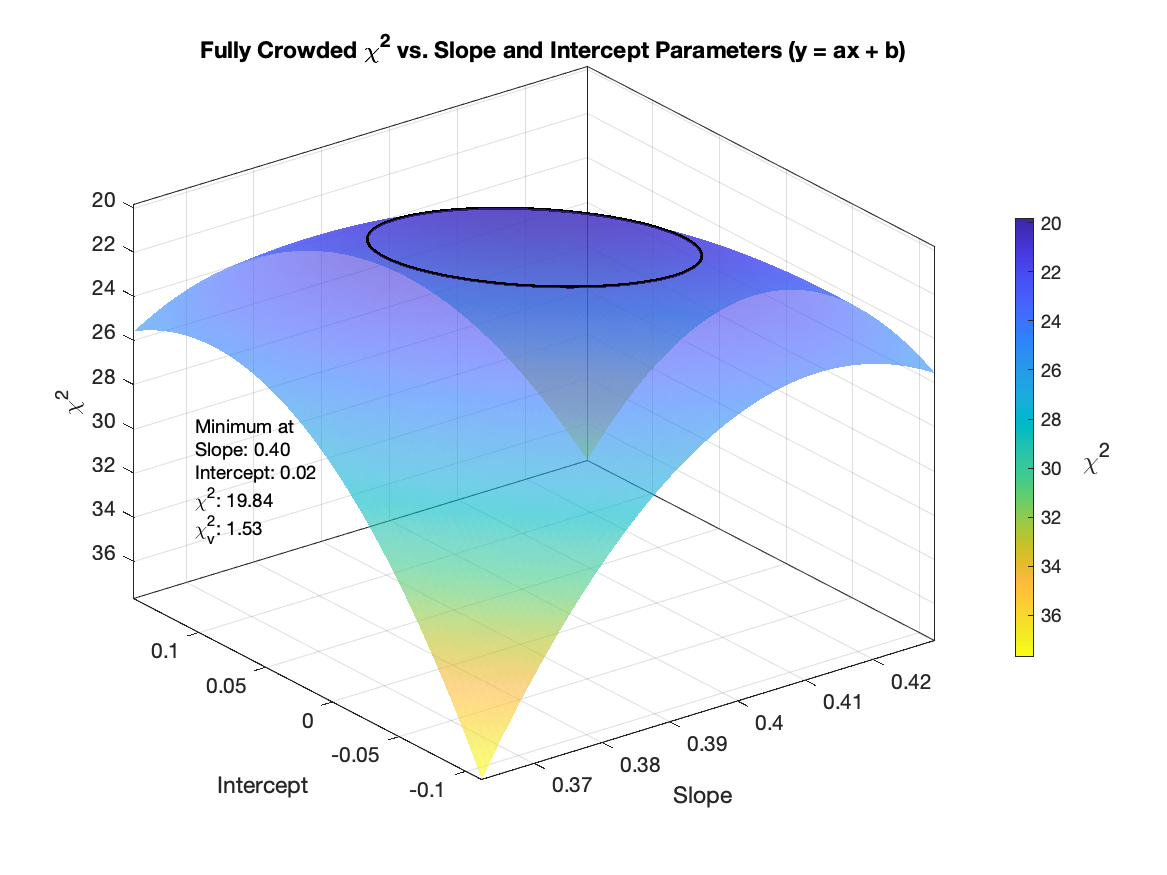 Fully Crowded χ² vs. Slope and Intercept Parameters (y = ax + b)
20
22
24
26
28
30
32
34
36
χ²
Minimum at
Slope: 0.40
Intercept: 0.02
χ²: 19.84
χ²ᵥ: 1.53
0.1
0.05
0
-0.05
-0.1
Intercept
0.37
0.38
0.39
0.4
0.41
0.42
Slope
20
22
24
26
28
30
32
34
36
χ²